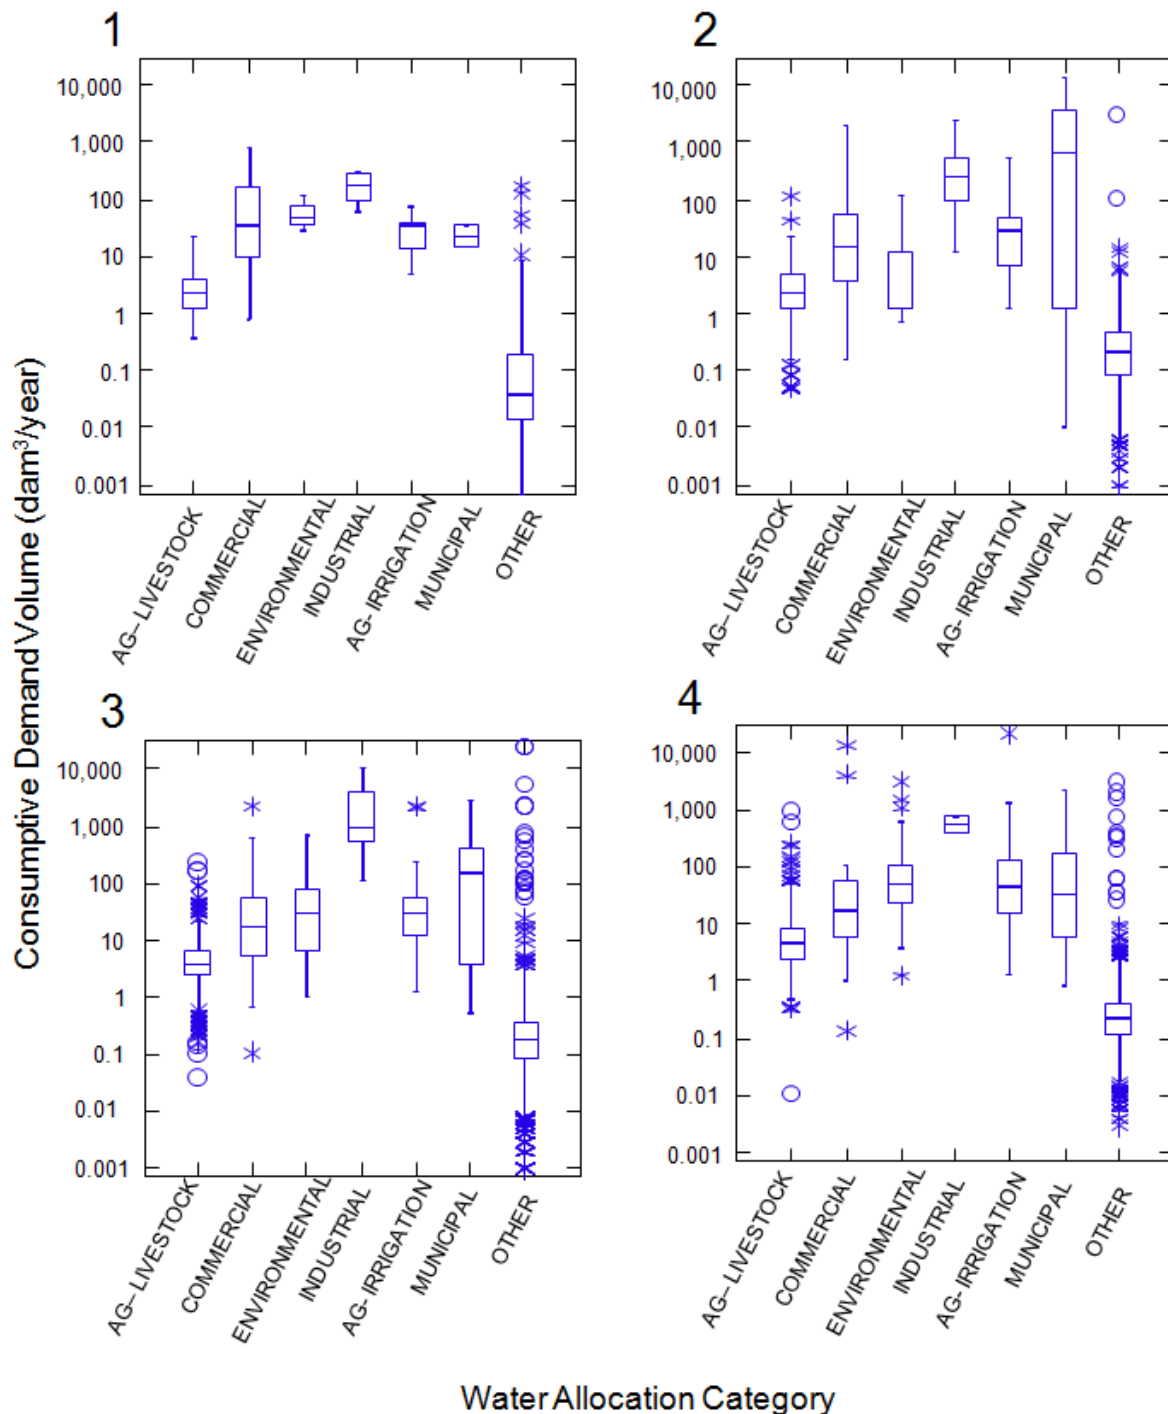 1
10,000
1,000
100
10
1
0.1
0.01
0.001
AG– LIVESTOCK
COMMERCIAL
ENVIRONMENTAL
INDUSTRIAL
AG- IRRIGATION
MUNICIPAL
OTHER
2
10,000
1,000
100
10
1
0.1
0.01
0.001
AG– LIVESTOCK
COMMERCIAL
ENVIRONMENTAL
INDUSTRIAL
AG- IRRIGATION
MUNICIPAL
OTHER
Consumptive Demand Volume (dam³/year)
3
10,000
1,000
100
10
1
0.1
0.01
0.001
AG– LIVESTOCK
COMMERCIAL
ENVIRONMENTAL
INDUSTRIAL
AG- IRRIGATION
MUNICIPAL
OTHER
4
10,000
1,000
100
10
1
0.1
0.01
0.001
AG– LIVESTOCK
COMMERCIAL
ENVIRONMENTAL
INDUSTRIAL
AG- IRRIGATION
MUNICIPAL
OTHER
Water Allocation Category